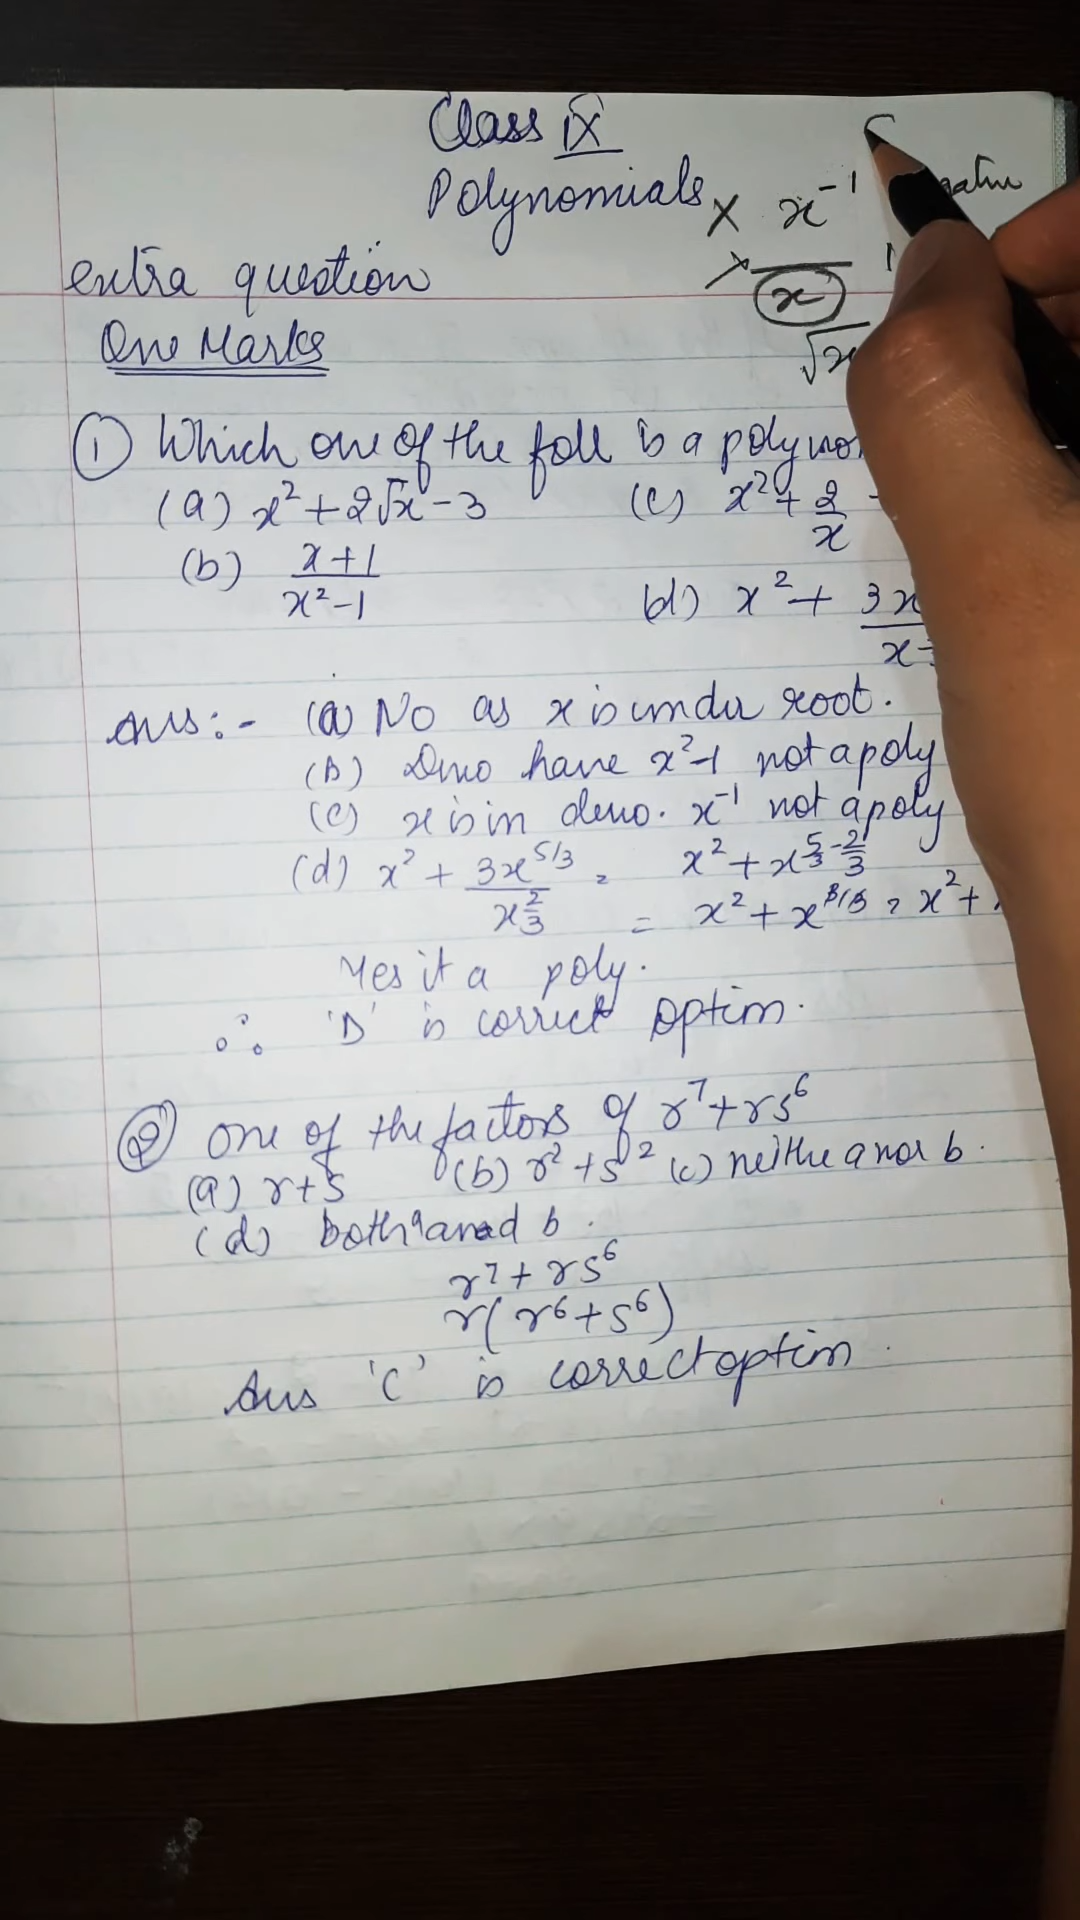 Class IX
Polynomials
× x⁻¹
x
√x
extra question
One Marks
① Which one of the foll is a polyno
(a) x² + 2√x - 3 (c) x² + 2/x
(b) x+1/x²-1
(d) x² + 3x/x
Ans:- (a) No as x is under root.
(B) Deno have x²-1 not a poly
(c) x is in deno. x⁻¹ not a poly
(d) x² + 3x^5/3 / x^2/3 = x² + x^5/3-2/3
= x² + x^3/3 = x² +
Yes it a poly.
∴ 'D' is correct option.
② One of the factors of r⁷+rs⁶
(a) r+s (b) r²+s² (c) neithe a nor b.
(d) both a and b.
r⁷ + rs⁶
r(r⁶+s⁶)
Ans 'C' is correct option.